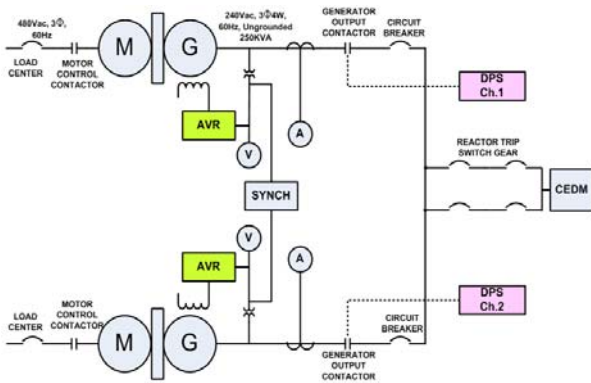 480Vac, 3Φ,
60Hz
LOAD
CENTER
MOTOR
CONTROL
CONTACTOR
M
G
240Vac, 3Φ4W,
60Hz, Ungrounded
250KVA
GENERATOR
OUTPUT
CONTACTOR
CIRCUIT
BREAKER
AVR
V
A
DPS
Ch.1
REACTOR TRIP
SWITCH GEAR
CEDM
SYNCH
V
A
AVR
DPS
Ch.2
LOAD
CENTER
MOTOR
CONTROL
CONTACTOR
M
G
GENERATOR
OUTPUT
CONTACTOR
CIRCUIT
BREAKER